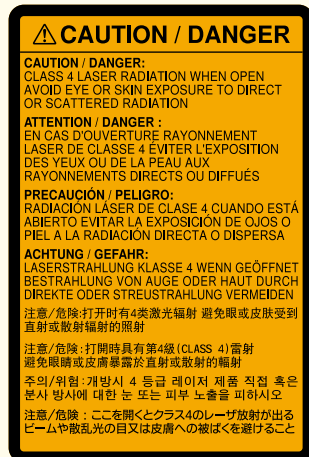 ⚠ CAUTION / DANGER
CAUTION / DANGER:
CLASS 4 LASER RADIATION WHEN OPEN
AVOID EYE OR SKIN EXPOSURE TO DIRECT
OR SCATTERED RADIATION
ATTENTION / DANGER :
EN CAS D'OUVERTURE RAYONNEMENT
LASER DE CLASSE 4 ÉVITER L'EXPOSITION
DES YEUX OU DE LA PEAU AUX
RAYONNEMENTS DIRECTS OU DIFFUÉS
PRECAUCIÓN / PELIGRO:
RADIACIÓN LÁSER DE CLASE 4 CUANDO ESTÁ
ABIERTO EVITAR LA EXPOSICIÓN DE OJOS O
PIEL A LA RADIACIÓN DIRECTA O DISPERSA
ACHTUNG / GEFAHR:
LASERSTRAHLUNG KLASSE 4 WENN GEÖFFNET
BESTRAHLUNG VON AUGE ODER HAUT DURCH
DIREKTE ODER STREUSTRAHLUNG VERMEIDEN
注意/危险:打开时有4类激光辐射 避免眼或皮肤受到
直射或散射辐射的照射
注意/危険:打開時具有第4級(CLASS 4)雷射
避免眼睛或皮膚暴露於直射或散射的輻射
주의/위험:개방시 4 등급 레이저 제품 직접 혹은
분사 방사에 대한 눈 또는 피부 노출을 피하시오
注意/危険：ここを開くとクラス4のレーザ放射が出る
ビームや散乱光の目又は皮膚への被ばくを避けること